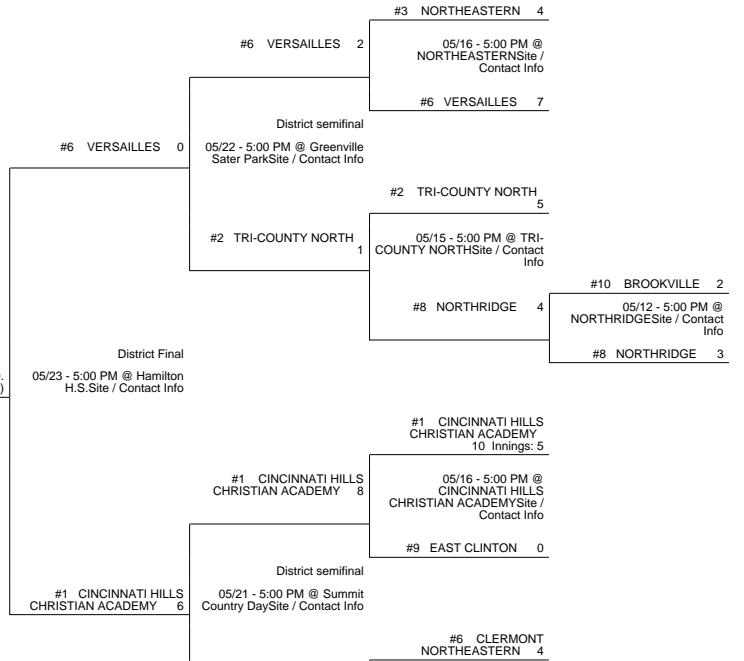 #3 NORTHEASTERN 4
#6 VERSAILLES 2
05/16 - 5:00 PM @
NORTHEASTERNSite /
Contact Info
#6 VERSAILLES 7
District semifinal
#6 VERSAILLES 0
05/22 - 5:00 PM @ Greenville
Sater ParkSite / Contact Info
#2 TRI-COUNTY NORTH
5
#2 TRI-COUNTY NORTH
1
05/15 - 5:00 PM @ TRI-
COUNTY NORTHSite / Contact
Info
#10 BROOKVILLE 2
#8 NORTHRIDGE 4
05/12 - 5:00 PM @
NORTHRIDGESite / Contact
Info
#8 NORTHRIDGE 3
District Final
05/23 - 5:00 PM @ Hamilton
H.S.Site / Contact Info
)
#1 CINCINNATI HILLS
CHRISTIAN ACADEMY
10 Innings: 5
#1 CINCINNATI HILLS
CHRISTIAN ACADEMY 8
05/16 - 5:00 PM @
CINCINNATI HILLS
CHRISTIAN ACADEMYSite /
Contact Info
#9 EAST CLINTON 0
District semifinal
#1 CINCINNATI HILLS
CHRISTIAN ACADEMY 6
05/21 - 5:00 PM @ Summit
Country DaySite / Contact Info
#6 CLERMONT
NORTHEASTERN 4